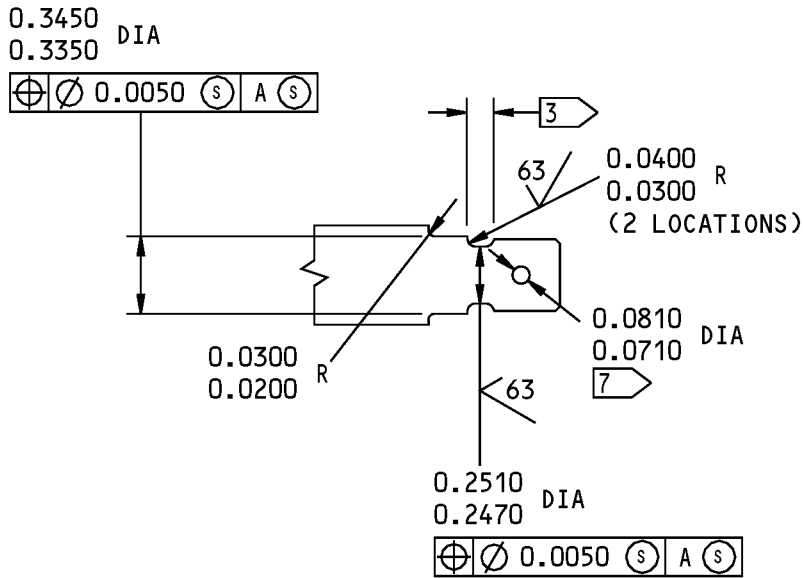 0.3450
0.3350 DIA
⌖ ⌀ 0.0050 Ⓢ A Ⓢ
3
63
0.0400
0.0300 R
(2 LOCATIONS)
0.0810
0.0710 DIA
7
0.0300
0.0200 R
63
0.2510
0.2470 DIA
⌖ ⌀ 0.0050 Ⓢ A Ⓢ